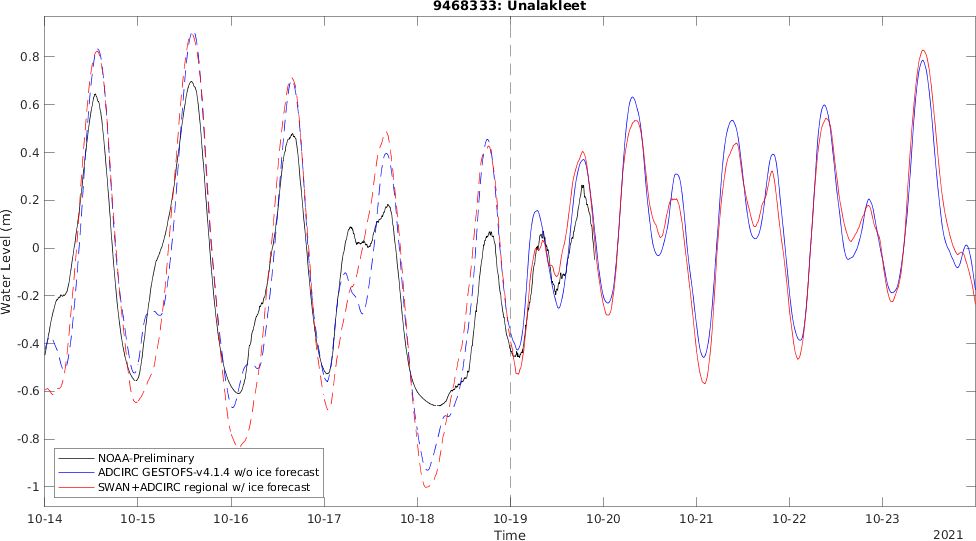 9468333: Unalakleet
Water Level (m)
0.8
0.6
0.4
0.2
0
-0.2
-0.4
-0.6
-0.8
-1
NOAA-Preliminary
ADCIRC GESTOFS-v4.1.4 w/o ice forecast
SWAN+ADCIRC regional w/ ice forecast
10-14 10-15 10-16 10-17 10-18 10-19 10-20 10-21 10-22 10-23
Time
2021